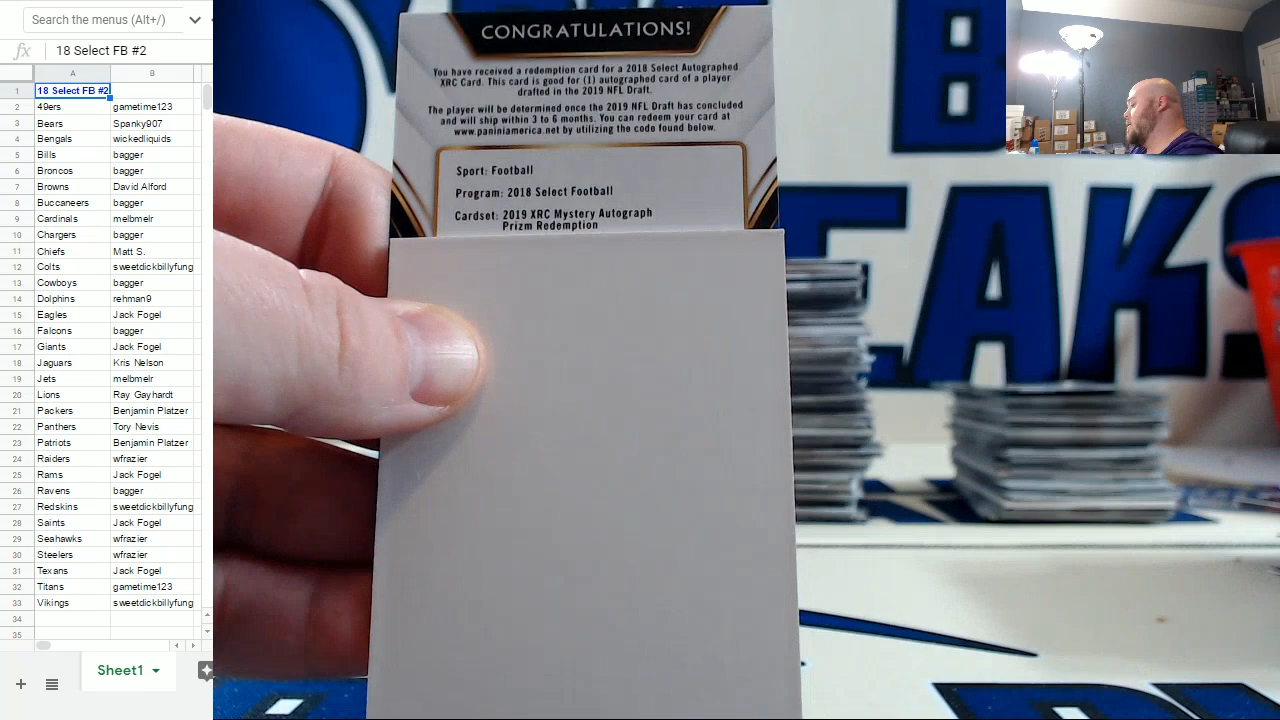 Search the menus (Alt+/)
fx 18 Select FB #2
A B
1 18 Select FB #2
2 49ers gametime123
3 Bears Spanky907
4 Bengals wickedliquids
5 Bills bagger
6 Broncos bagger
7 Browns David Alford
8 Buccaneers bagger
9 Cardinals melbmelr
10 Chargers bagger
11 Chiefs Matt S.
12 Colts sweetdickbillyfung
13 Cowboys bagger
14 Dolphins rehman9
15 Eagles Jack Fogel
16 Falcons bagger
17 Giants Jack Fogel
18 Jaguars Kris Nelson
19 Jets melbmelr
20 Lions Ray Gayhardt
21 Packers Benjamin Platzer
22 Panthers Tory Nevis
23 Patriots Benjamin Platzer
24 Raiders wfrazier
25 Rams Jack Fogel
26 Ravens bagger
27 Redskins sweetdickbillyfung
28 Saints Jack Fogel
29 Seahawks wfrazier
30 Steelers wfrazier
31 Texans Jack Fogel
32 Titans gametime123
33 Vikings sweetdickbillyfung
34
35
Sheet1
CONGRATULATIONS!
You have received a redemption card for a 2018 Select Autographed
XRC Card. This card is good for (1) autographed card of a player
drafted in the 2019 NFL Draft.
The player will be determined once the 2019 NFL Draft has concluded
and will ship within 3 to 6 months. You can redeem your card at
www.paniniamerica.net by utilizing the code found below.
Sport: Football
Program: 2018 Select Football
Cardset: 2019 XRC Mystery Autograph
Prizm Redemption
B
EAKS